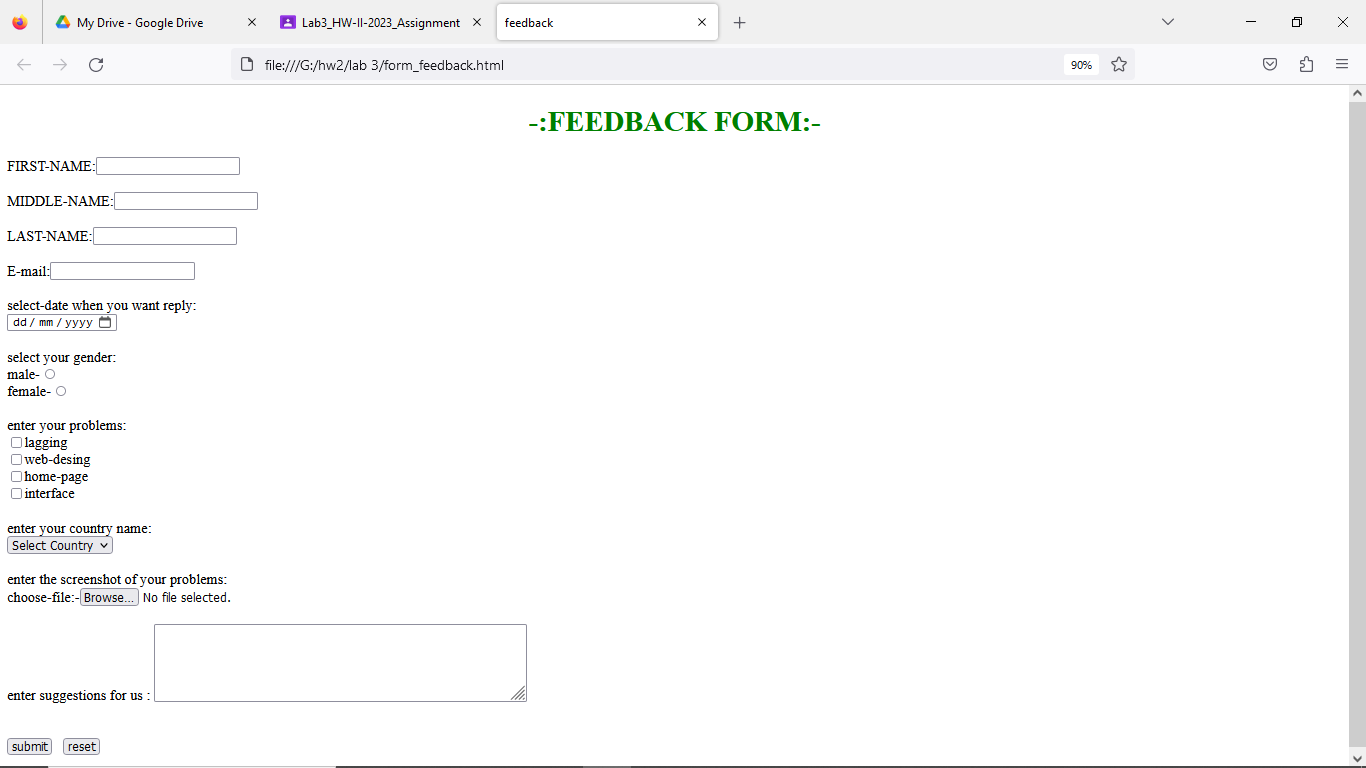 My Drive - Google Drive
Lab3_HW-II-2023_Assignment
feedback
file:///G:/hw2/lab 3/form_feedback.html
90%
-:FEEDBACK FORM:-
FIRST-NAME:
MIDDLE-NAME:
LAST-NAME:
E-mail:
select-date when you want reply:
dd / mm / yyyy
select your gender:
male-
female-
enter your problems:
lagging
web-desing
home-page
interface
enter your country name:
Select Country
enter the screenshot of your problems:
choose-file:-Browse... No file selected.
enter suggestions for us :
submit reset